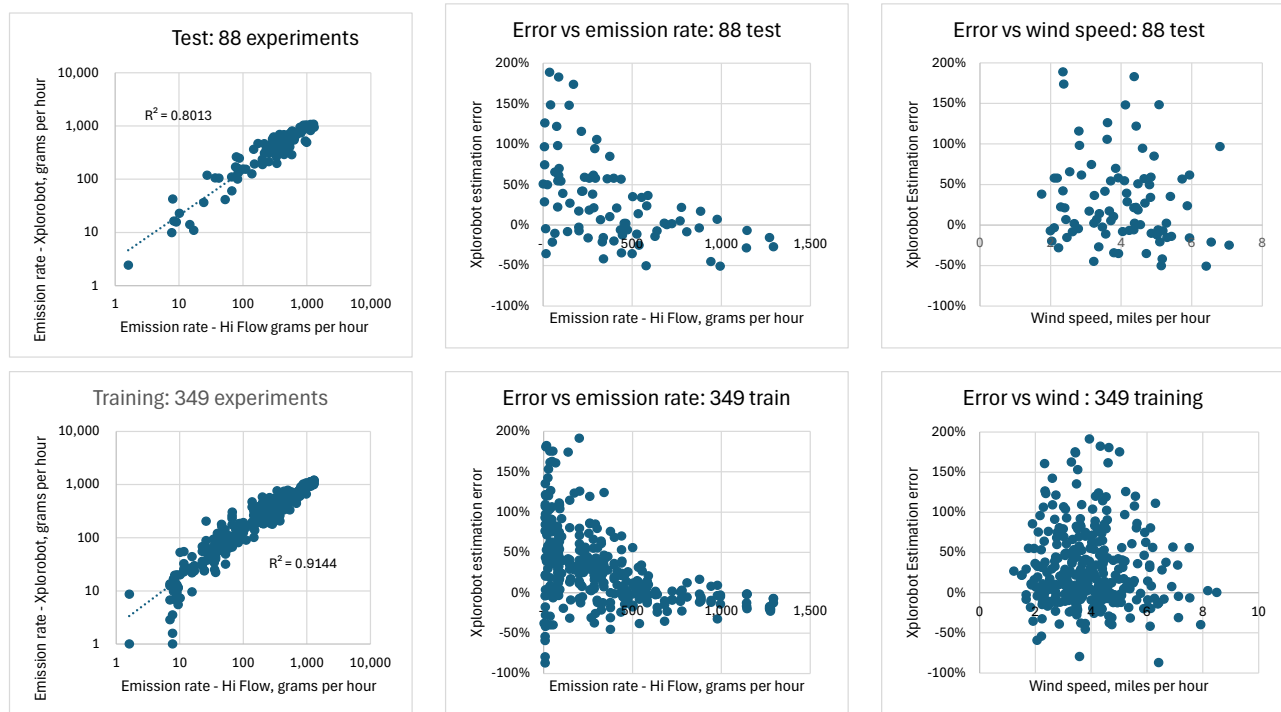 Test: 88 experiments
Emission rate - Xplorobot, grams per hour
10,000
1,000
100
10
1
R² = 0.8013
1 10 100 1,000 10,000
Emission rate - Hi Flow grams per hour
Error vs emission rate: 88 test
Xplorobot estimation error
200%
150%
100%
50%
0%
-50%
-100%
- 500 1,000 1,500
Emission rate - Hi Flow, grams per hour
Error vs wind speed: 88 test
Xplorobot Estimation error
200%
150%
100%
50%
0%
-50%
-100%
0 2 4 6 8
Wind speed, miles per hour
Training: 349 experiments
Emission rate - Xplorobot, grams per hour
10,000
1,000
100
10
1
R² = 0.9144
1 10 100 1,000 10,000
Emission rate - Hi Flow, grams per hour
Error vs emission rate: 349 train
Xplorobot estimation error
200%
150%
100%
50%
0%
-50%
-100%
- 500 1,000 1,500
Emission rate - Hi Flow, grams per hour
Error vs wind : 349 training
Xplorobot Estimation error
200%
150%
100%
50%
0%
-50%
-100%
0 2 4 6 8 10
Wind speed, miles per hour